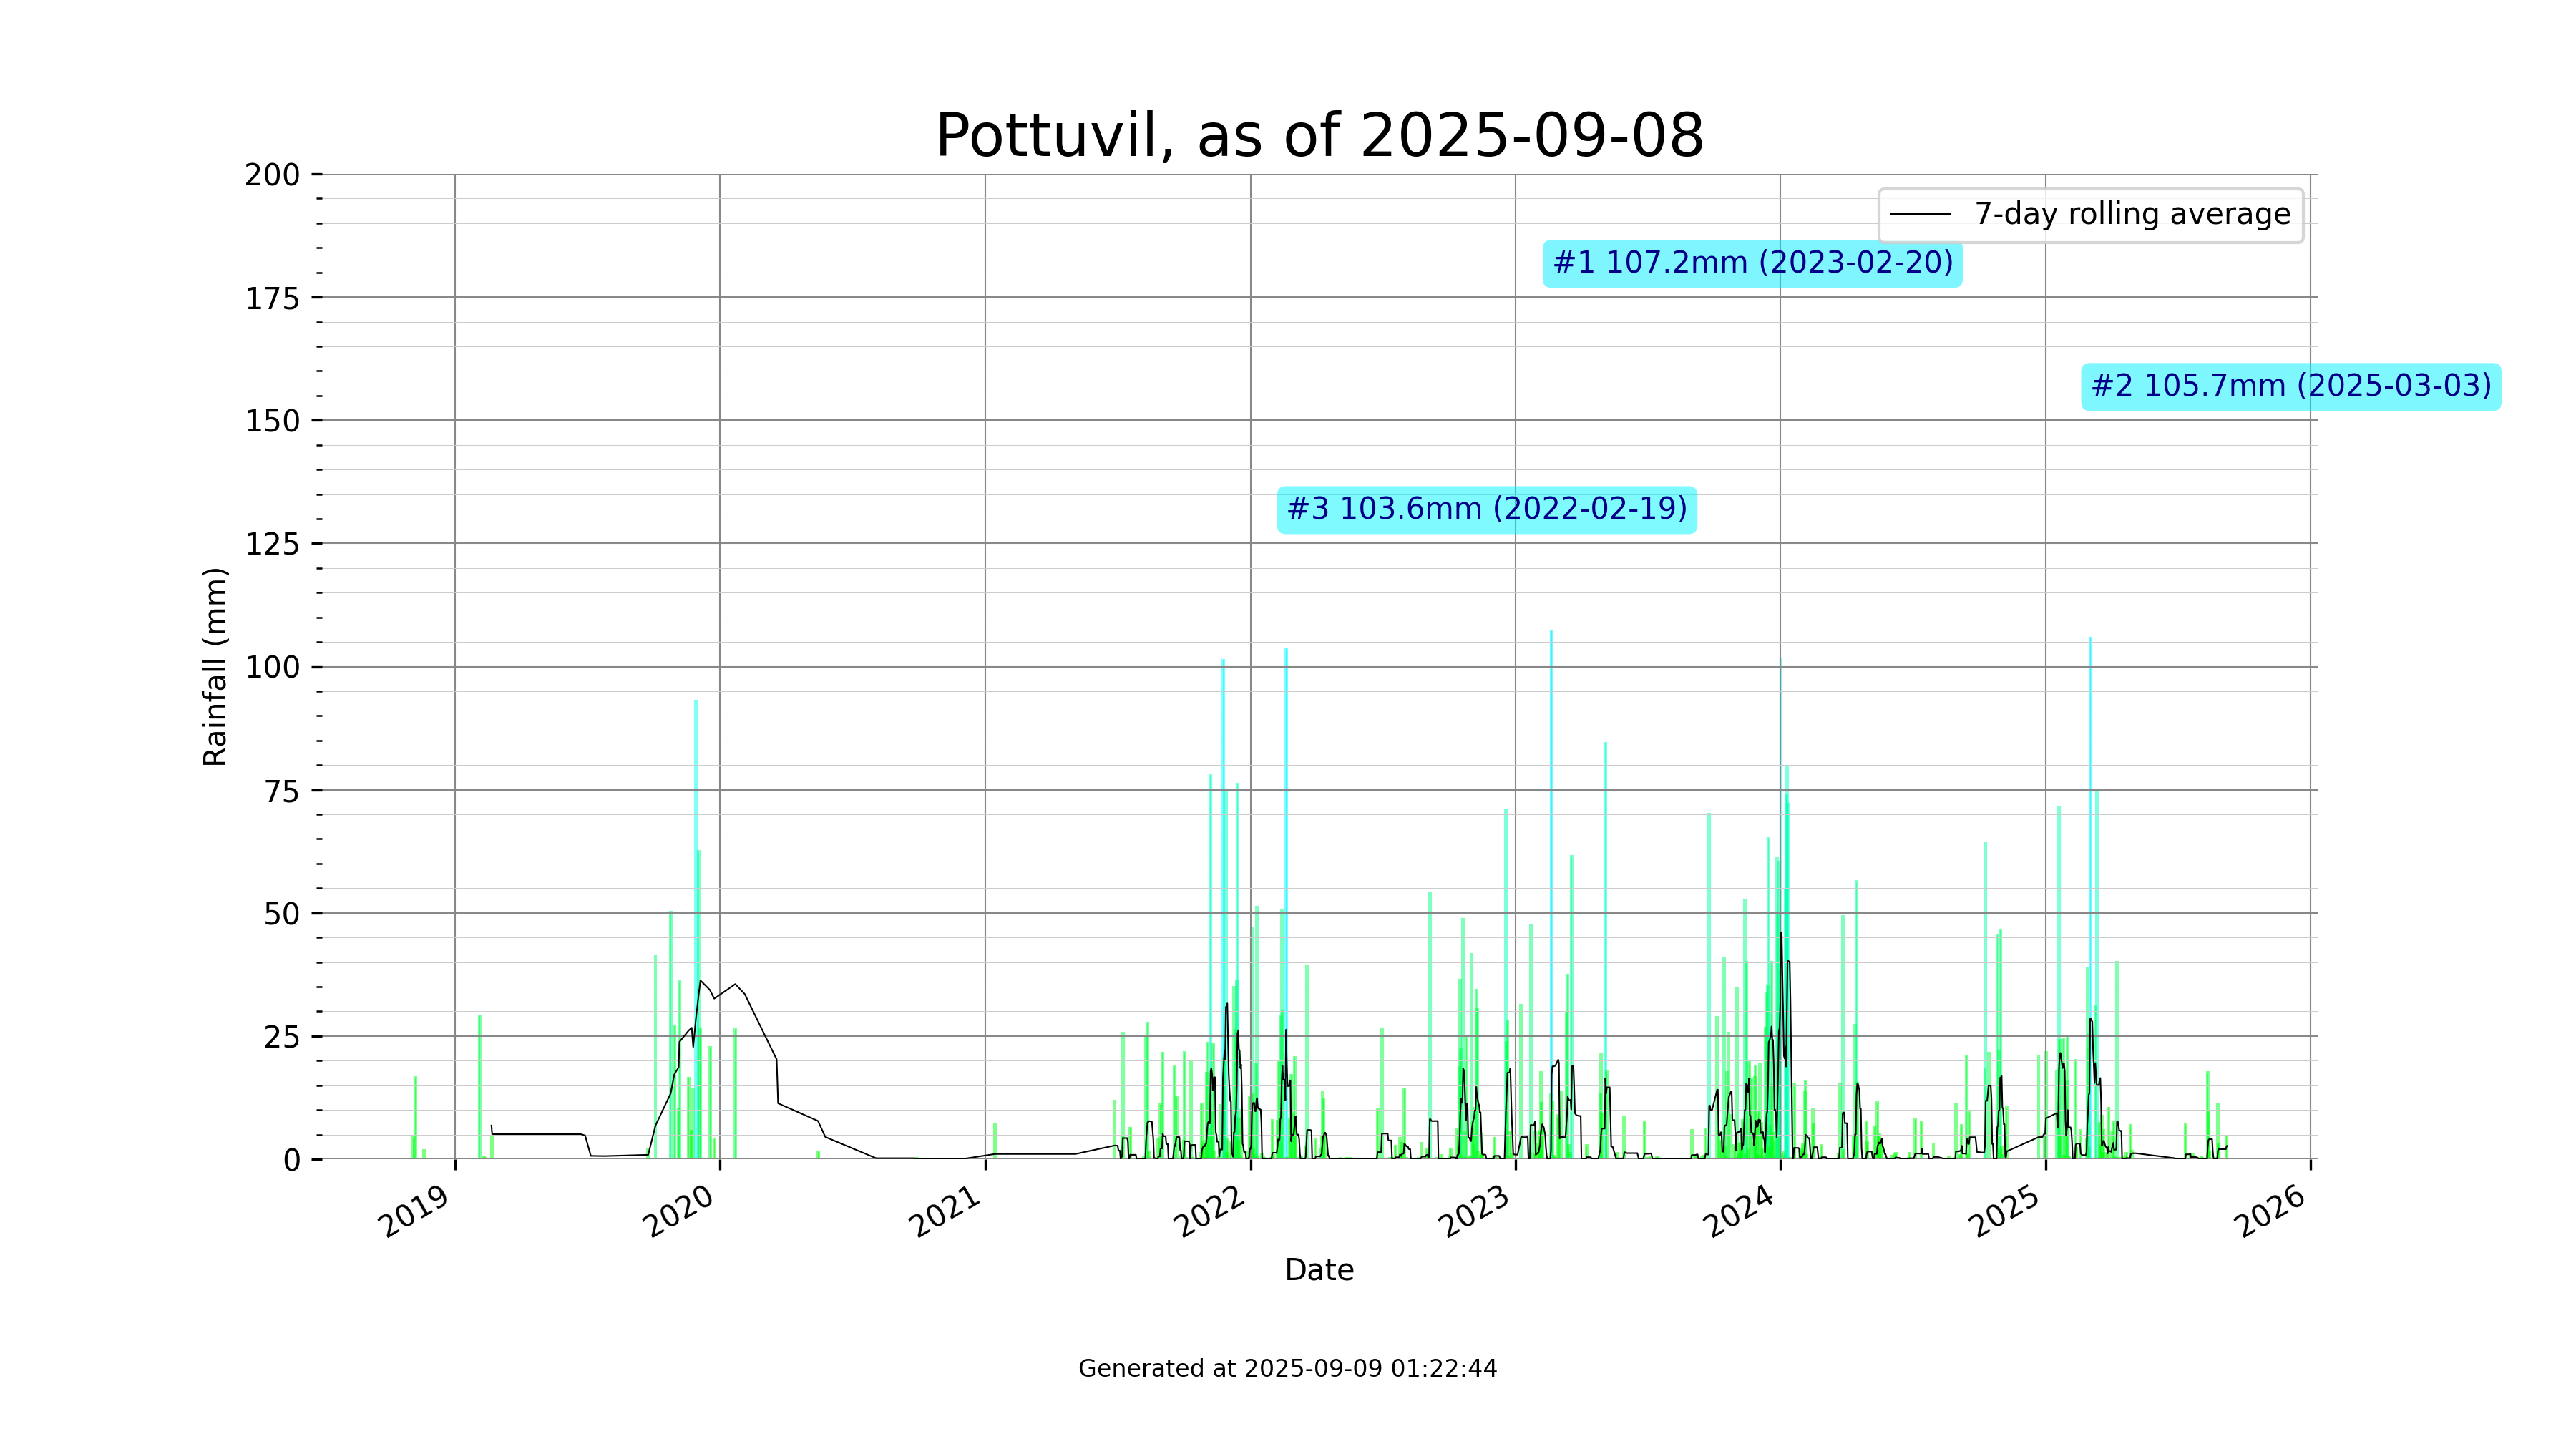 Pottuvil, as of 2025-09-08
200
175
150
125
100
75
50
25
0
Rainfall (mm)
7-day rolling average
#1 107.2mm (2023-02-20)
#2 105.7mm (2025-03-03)
#3 103.6mm (2022-02-19)
2019
2020
2021
2022
2023
2024
2025
2026
Date
Generated at 2025-09-09 01:22:44